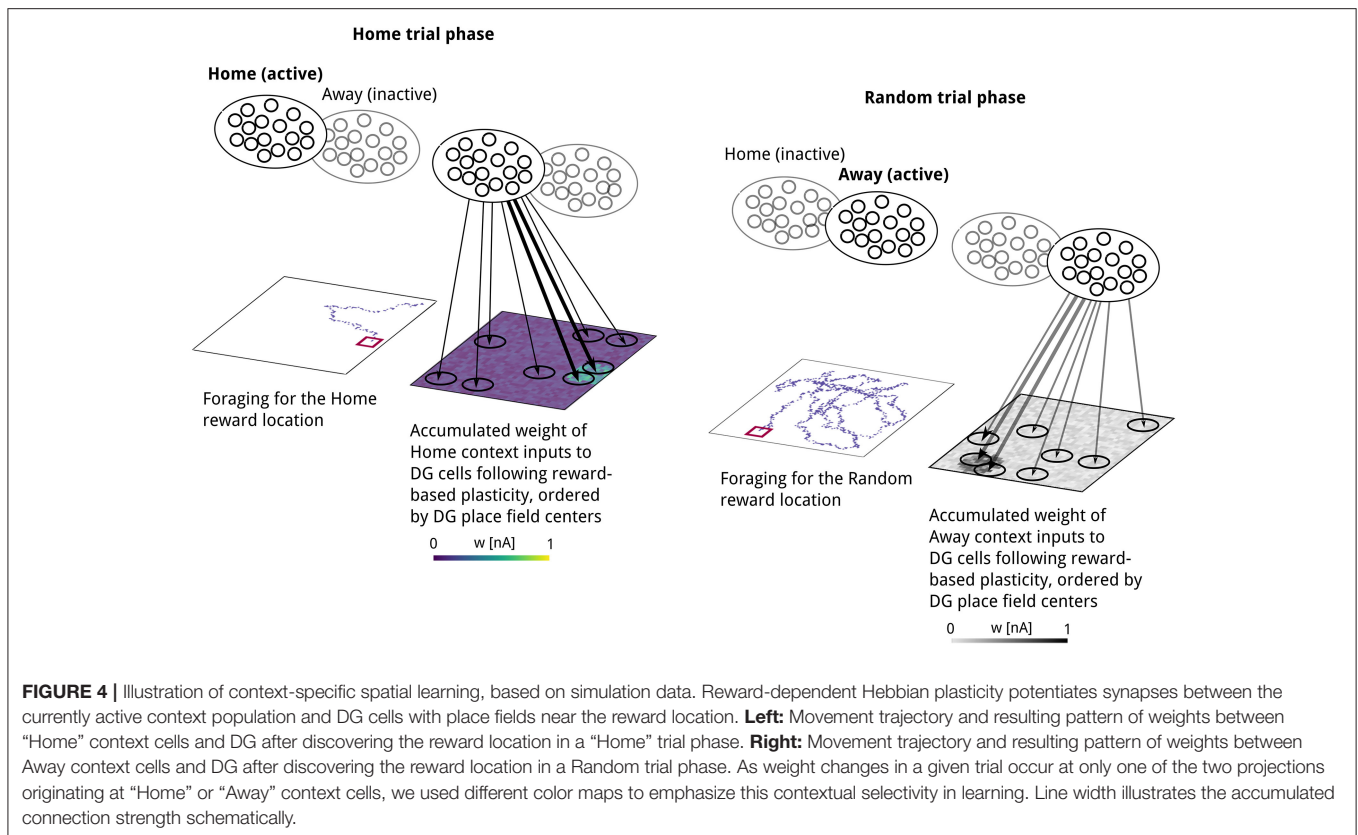 Home trial phase
Home (active)
Away (inactive)
Foraging for the Home
reward location
Accumulated weight of
Home context inputs to
DG cells following reward-
based plasticity, ordered
by DG place field centers
0 w [nA] 1
Random trial phase
Home (inactive)
Away (active)
Foraging for the Random
reward location
Accumulated weight of
Away context inputs to
DG cells following reward-
based plasticity, ordered by
DG place field centers
0 w [nA] 1
FIGURE 4 | Illustration of context-specific spatial learning, based on simulation data. Reward-dependent Hebbian plasticity potentiates synapses between the
currently active context population and DG cells with place fields near the reward location. Left: Movement trajectory and resulting pattern of weights between
“Home” context cells and DG after discovering the reward location in a “Home” trial phase. Right: Movement trajectory and resulting pattern of weights between
Away context cells and DG after discovering the reward location in a Random trial phase. As weight changes in a given trial occur at only one of the two projections
originating at “Home” or “Away” context cells, we used different color maps to emphasize this contextual selectivity in learning. Line width illustrates the accumulated
connection strength schematically.